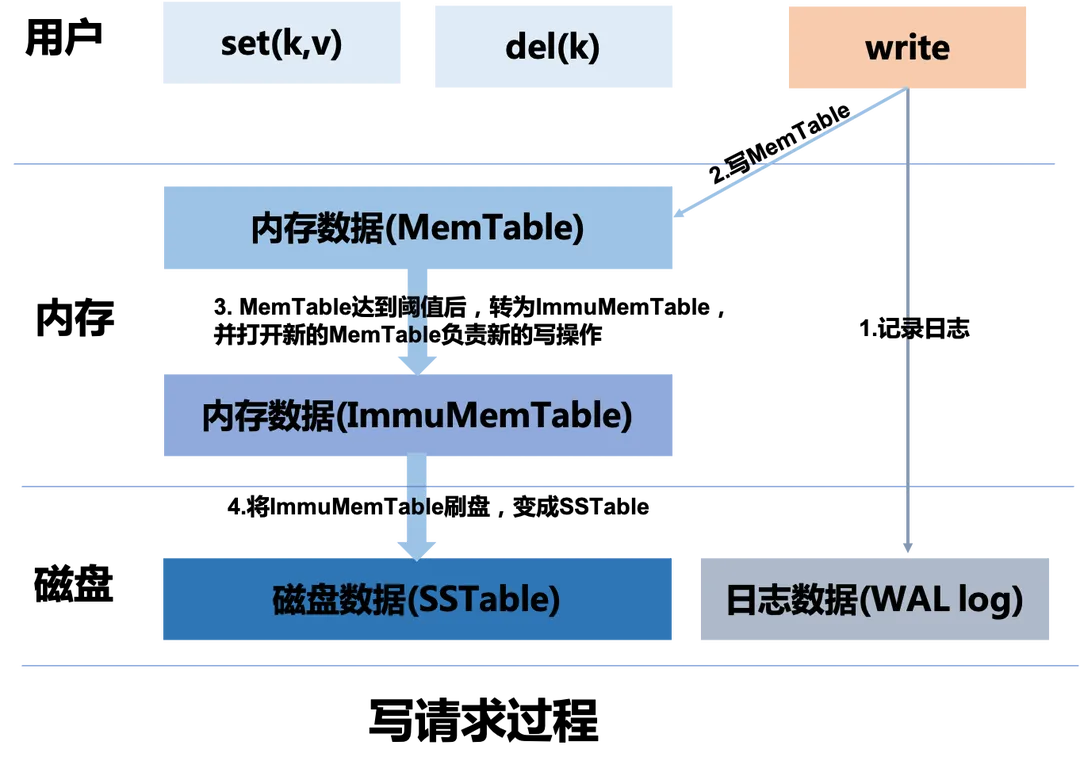 用户
set(k,v)
del(k)
write
2.写MemTable
内存数据(MemTable)
内存
3. MemTable达到阈值后，转为ImmuMemTable，
并打开新的MemTable负责新的写操作
1.记录日志
内存数据(ImmuMemTable)
4.将ImmuMemTable刷盘，变成SSTable
磁盘
磁盘数据(SSTable)
日志数据(WAL log)
写请求过程